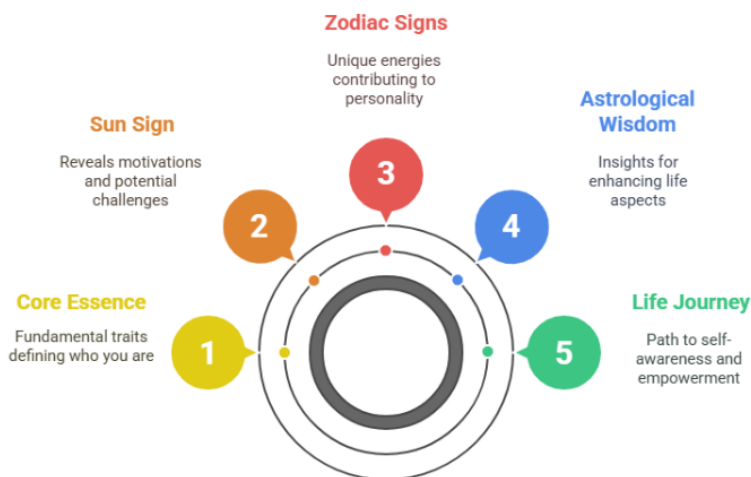 Zodiac Signs
Unique energies
contributing to
personality
Astrological
Wisdom
Insights for
enhancing life
aspects
Sun Sign
Reveals motivations
and potential
challenges
3
2
4
Core Essence
Fundamental traits
defining who you are
1
5
Life Journey
Path to self-
awareness and
empowerment